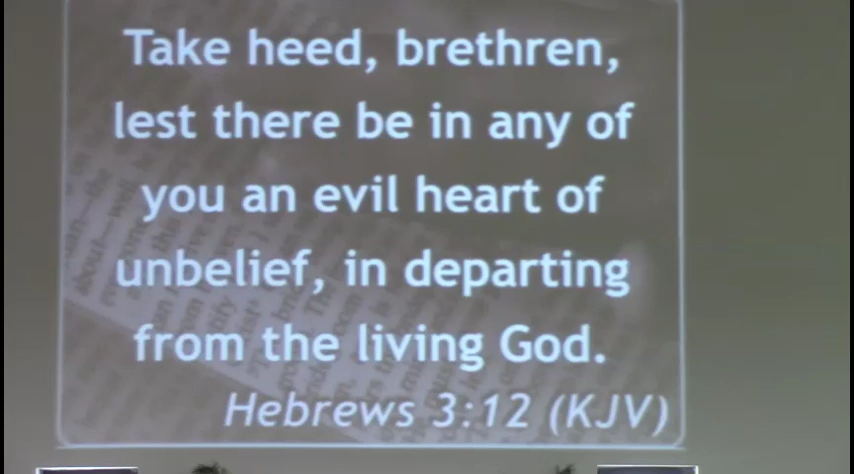 Take heed, brethren,
lest there be in any of
you an evil heart of
unbelief, in departing
from the living God.
Hebrews 3:12 (KJV)